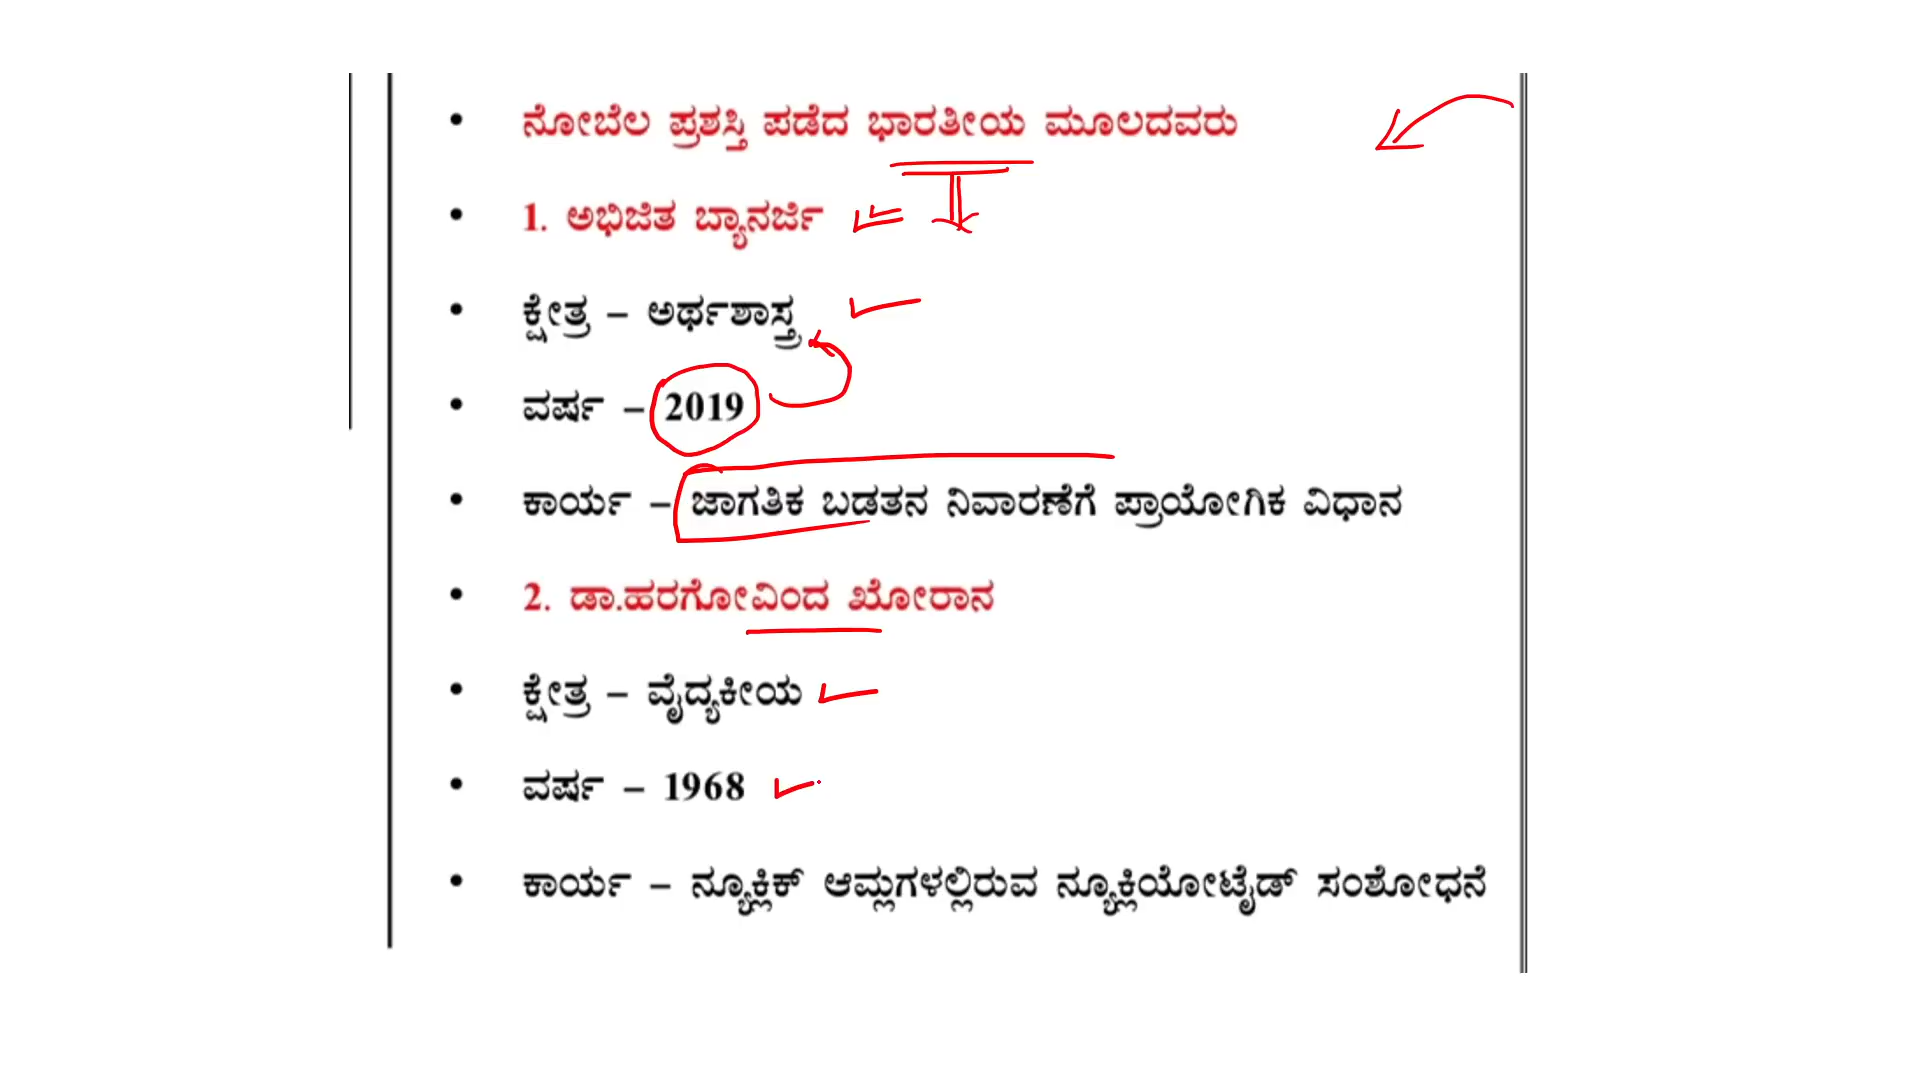 • ನೋಬೆಲ ಪ್ರಶಸ್ತಿ ಪಡೆದ ಭಾರತೀಯ ಮೂಲದವರು
• 1. ಅಭಿಜಿತ ಬ್ಯಾನರ್ಜಿ
• ಕ್ಷೇತ್ರ – ಅರ್ಥಶಾಸ್ತ್ರ
• ವರ್ಷ – 2019
• ಕಾರ್ಯ – ಜಾಗತಿಕ ಬಡತನ ನಿವಾರಣೆಗೆ ಪ್ರಾಯೋಗಿಕ ವಿಧಾನ
• 2. ಡಾ.ಹರಗೋವಿಂದ ಖೋರಾನ
• ಕ್ಷೇತ್ರ – ವೈದ್ಯಕೀಯ
• ವರ್ಷ – 1968
• ಕಾರ್ಯ – ನ್ಯೂಕ್ಲಿಕ್ ಆಮ್ಲಗಳಲ್ಲಿರುವ ನ್ಯೂಕ್ಲಿಯೋಟೈಡ್ ಸಂಶೋಧನೆ